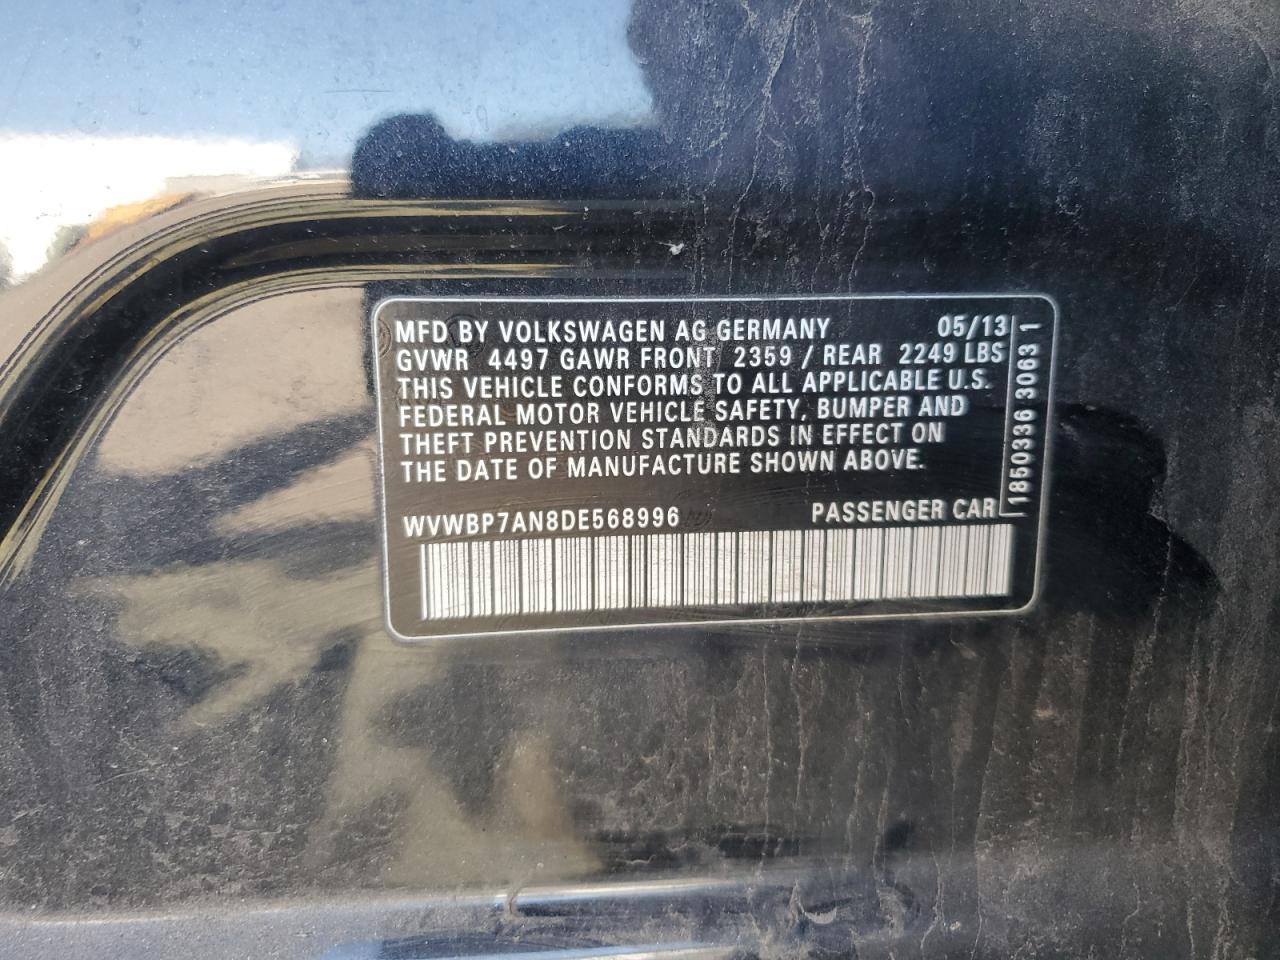 MFD BY VOLKSWAGEN AG GERMANY 05/13
GVWR 4497 GAWR FRONT 2359 / REAR 2249 LBS
THIS VEHICLE CONFORMS TO ALL APPLICABLE U.S.
FEDERAL MOTOR VEHICLE SAFETY, BUMPER AND
THEFT PREVENTION STANDARDS IN EFFECT ON
THE DATE OF MANUFACTURE SHOWN ABOVE.
WVWBP7AN8DE568996 PASSENGER CAR
1850336 3063 1